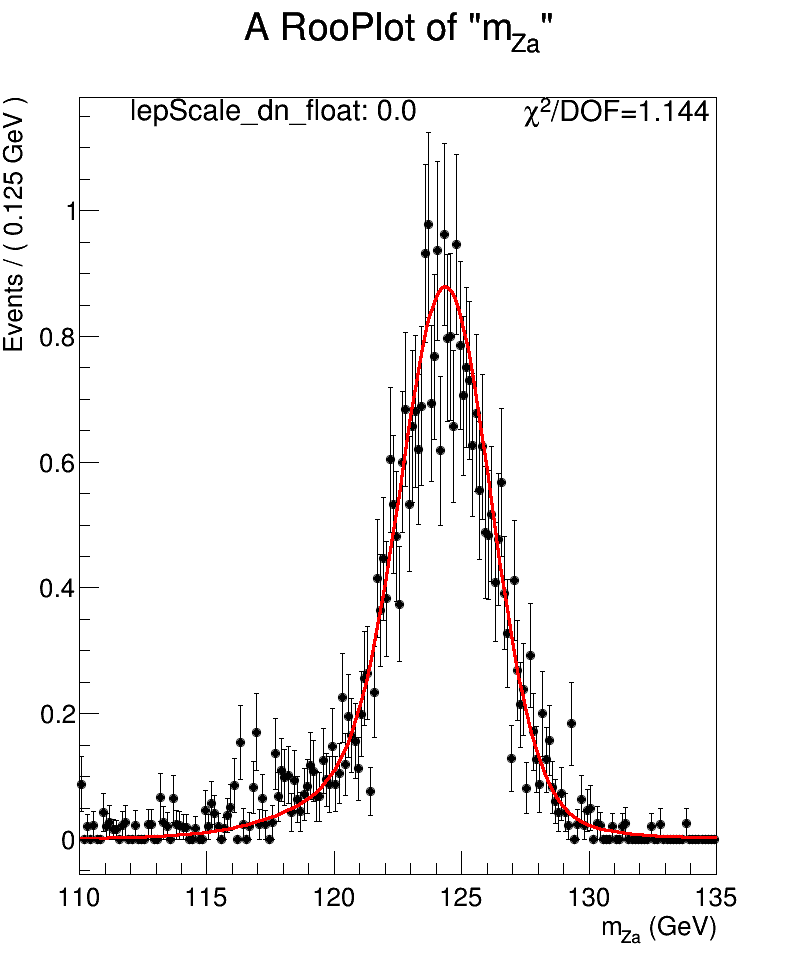 A RooPlot of "m_Za"
lepScale_dn_float: 0.0
χ²/DOF=1.144
Events / ( 0.125 GeV )
1
0.8
0.6
0.4
0.2
0
110 115 120 125 130 135
m_Za (GeV)